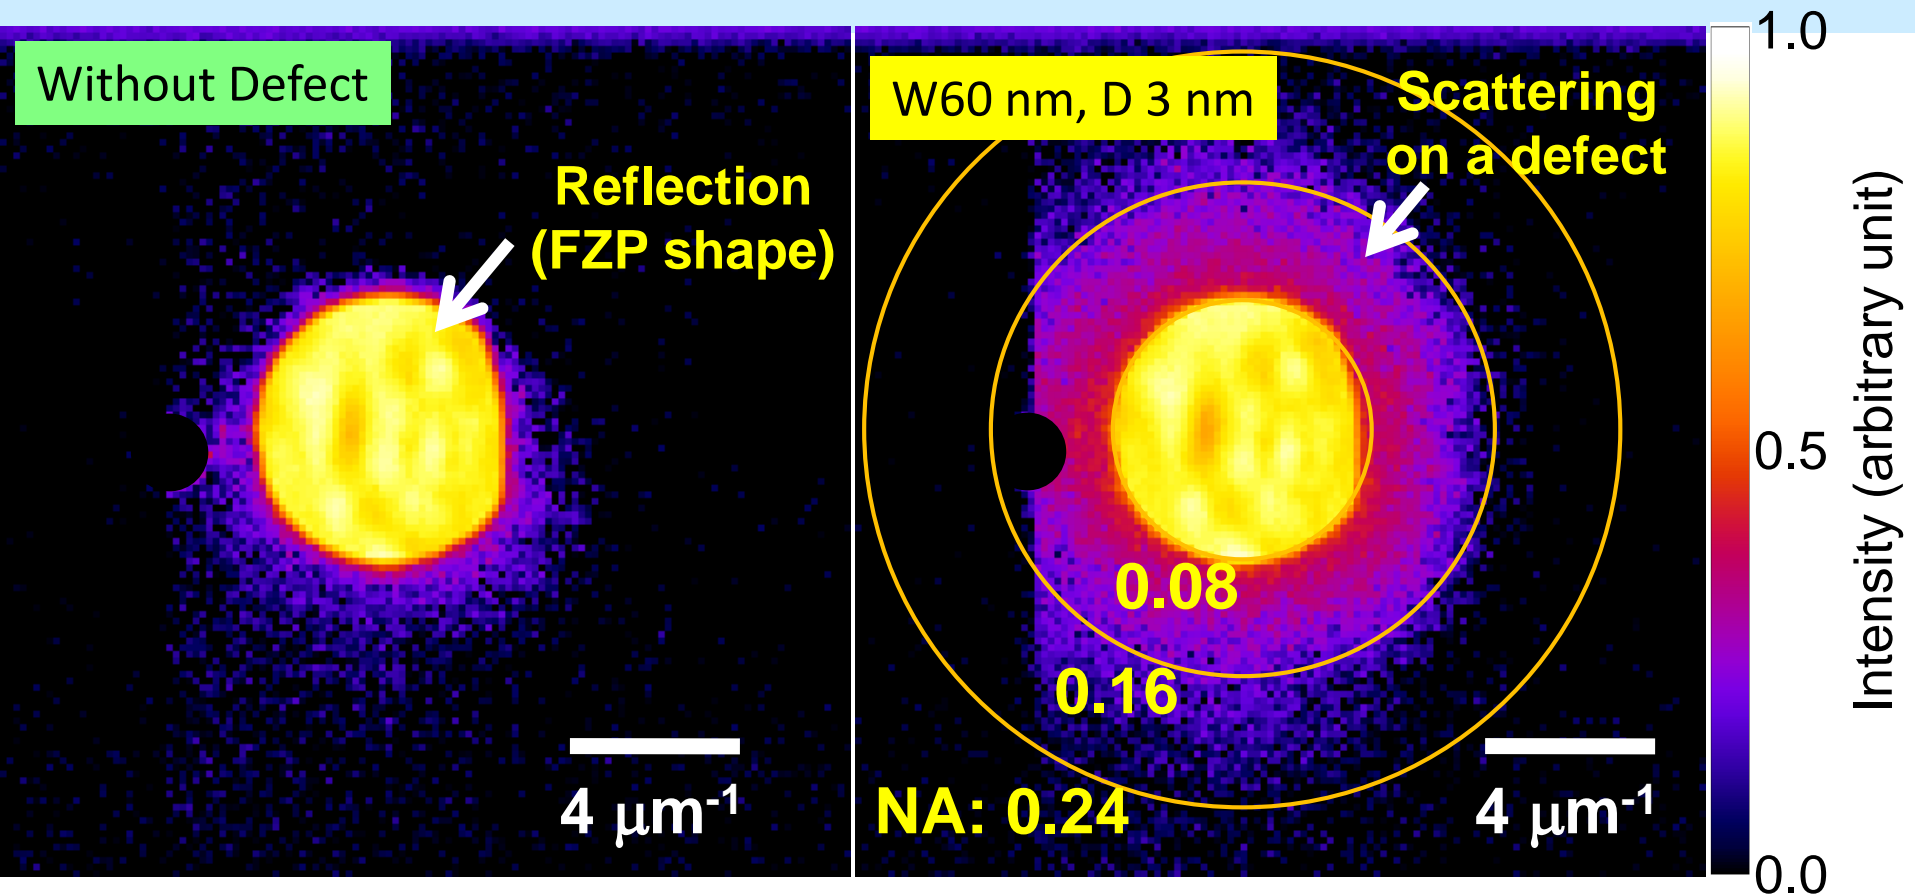 Without Defect
Reflection
(FZP shape)
4 μm-1
W60 nm, D 3 nm
Scattering
on a defect
0.08
0.16
NA: 0.24
4 μm-1
1.0
0.5
0.0
Intensity (arbitrary unit)